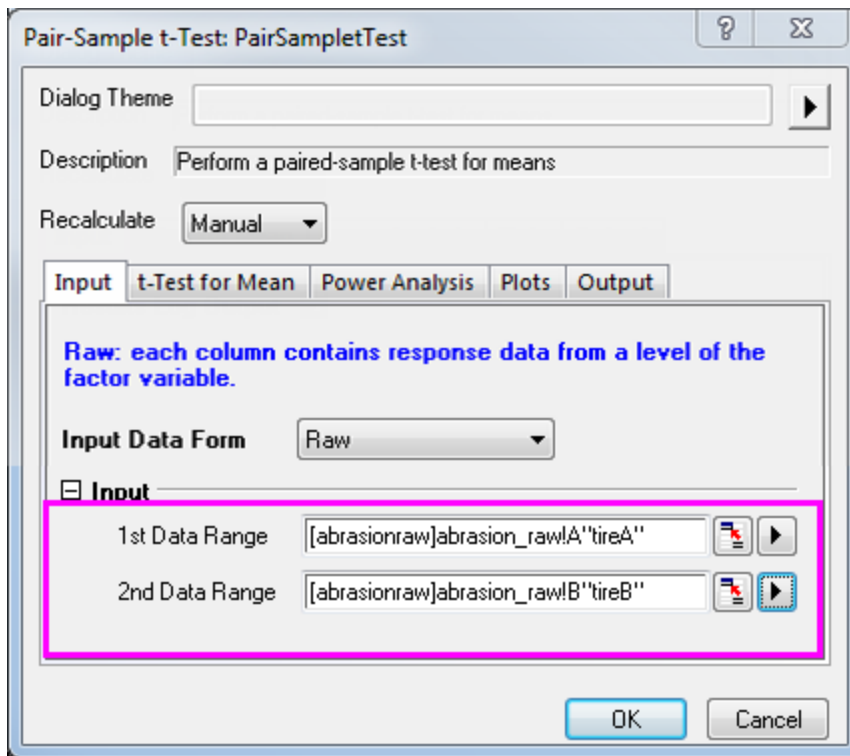 Pair-Sample t-Test: PairSampletTest
Dialog Theme
Description Perform a paired-sample t-test for means
Recalculate Manual
Input t-Test for Mean Power Analysis Plots Output
Raw: each column contains response data from a level of the
factor variable.
Input Data Form Raw
Input
1st Data Range [abrasionraw]abrasion_raw!A"tireA"
2nd Data Range [abrasionraw]abrasion_raw!B"tireB"
OK Cancel